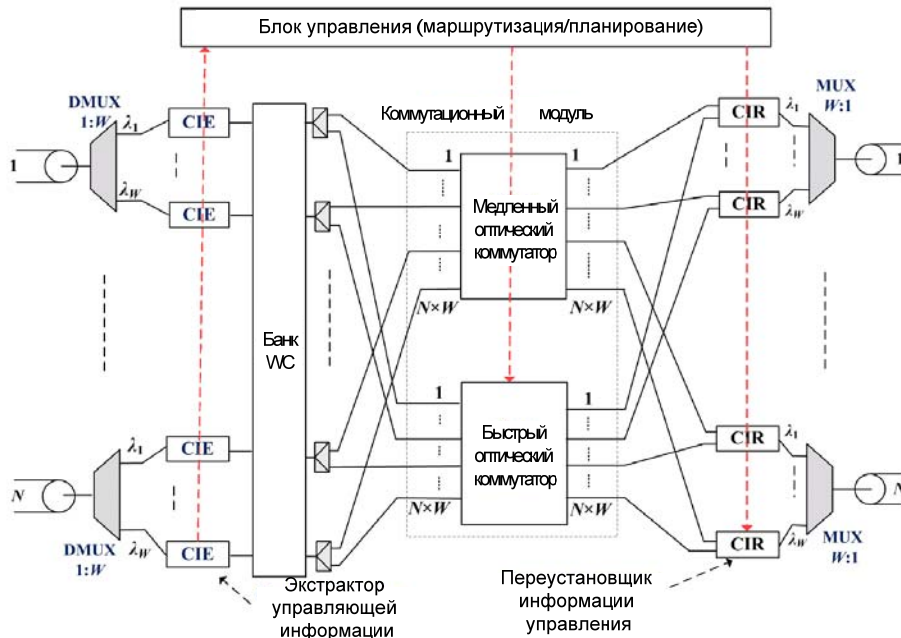 Блок управления (маршрутизация/планирование)
DMUX
1:W
λ1
CIE
Коммутационный модуль
CIR
λ1
MUX
W:1
1
1
1
1
λW
CIE
Медленный
оптический
коммутатор
CIR
λW
N×W
N×W
Банк
WC
1
1
λ1
CIE
Быстрый
оптический
коммутатор
CIR
λ1
N
N
N×W
N×W
DMUX
1:W
λW
CIE
CIR
λW
MUX
W:1
Экстрактор
управляющей
информации
Переустановщик
информации
управления